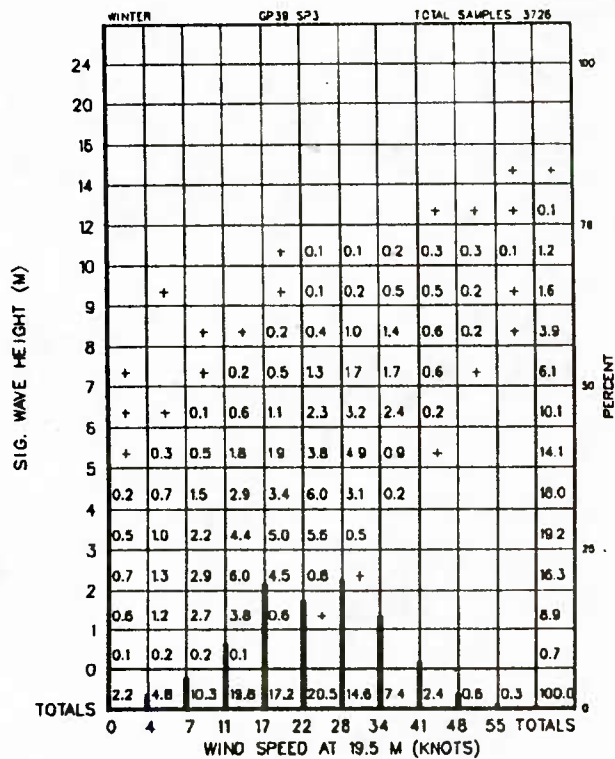 WINTER GP39 SP3 TOTAL SAMPLES 3726
24 100
20
16
14 + +
12 + + + 0.1 75
10 + 0.1 0.1 0.2 0.3 0.3 0.1 1.2
9 + + 0.1 0.2 0.5 0.5 0.2 + 1.6
8 + + 0.2 0.4 1.0 1.4 0.6 0.2 + 3.9
7 + + 0.2 0.5 1.3 1.7 1.7 0.6 + 6.1 50
6 + + 0.1 0.6 1.1 2.3 3.2 2.4 0.2 10.1
5 + 0.3 0.5 1.8 1.9 3.8 4.9 0.9 + 14.1
4 0.2 0.7 1.5 2.9 3.4 6.0 3.1 0.2 18.0
3 0.5 1.0 2.2 4.4 5.0 5.6 0.5 19.2 25
2 0.7 1.3 2.9 6.0 4.5 0.8 + 16.3
1 0.6 1.2 2.7 3.8 0.6 + 8.9
0 0.1 0.2 0.2 0.1 0.7
TOTALS 2.2 4.8 10.3 19.8 17.2 20.5 14.6 7.4 2.4 0.6 0.3 100.0 0
0 4 7 11 17 22 28 34 41 48 55 TOTALS
WIND SPEED AT 19.5 M (KNOTS)
SIG. WAVE HEIGHT (M)
PERCENT